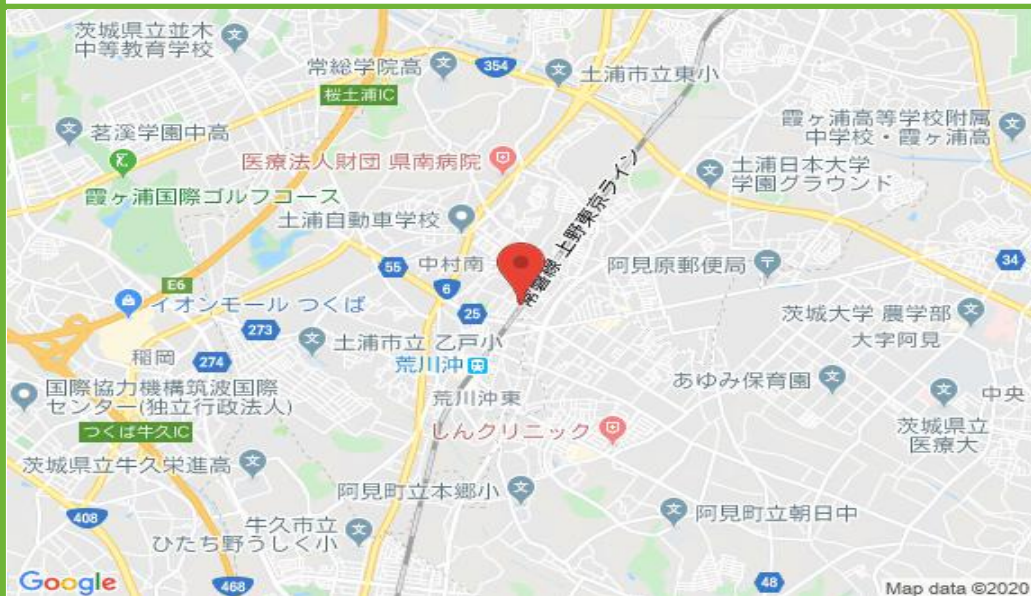 茨城県立並木
中等教育学校
常総学院高
354
土浦市立東小
桜土浦IC
茗溪学園中高
医療法人財団 県南病院
霞ヶ浦高等学校附属
中学校・霞ヶ浦高
土浦日本大学
学園グラウンド
霞ヶ浦国際ゴルフコース
土浦自動車学校
常磐線-上野東京ライン
55
中村南
阿見原郵便局
34
E6
6
イオンモール つくば
25
273
茨城大学 農学部
大字阿見
稲岡
274
土浦市立 乙戸小
荒川沖
国際協力機構筑波国際
センター(独立行政法人)
荒川沖東
あゆみ保育園
中央
つくば牛久IC
しんクリニック
茨城県立
医療大
茨城県立牛久栄進高
阿見町立本郷小
408
牛久市立
ひたち野うしく小
阿見町立朝日中
Google
468
48
Map data ©2020